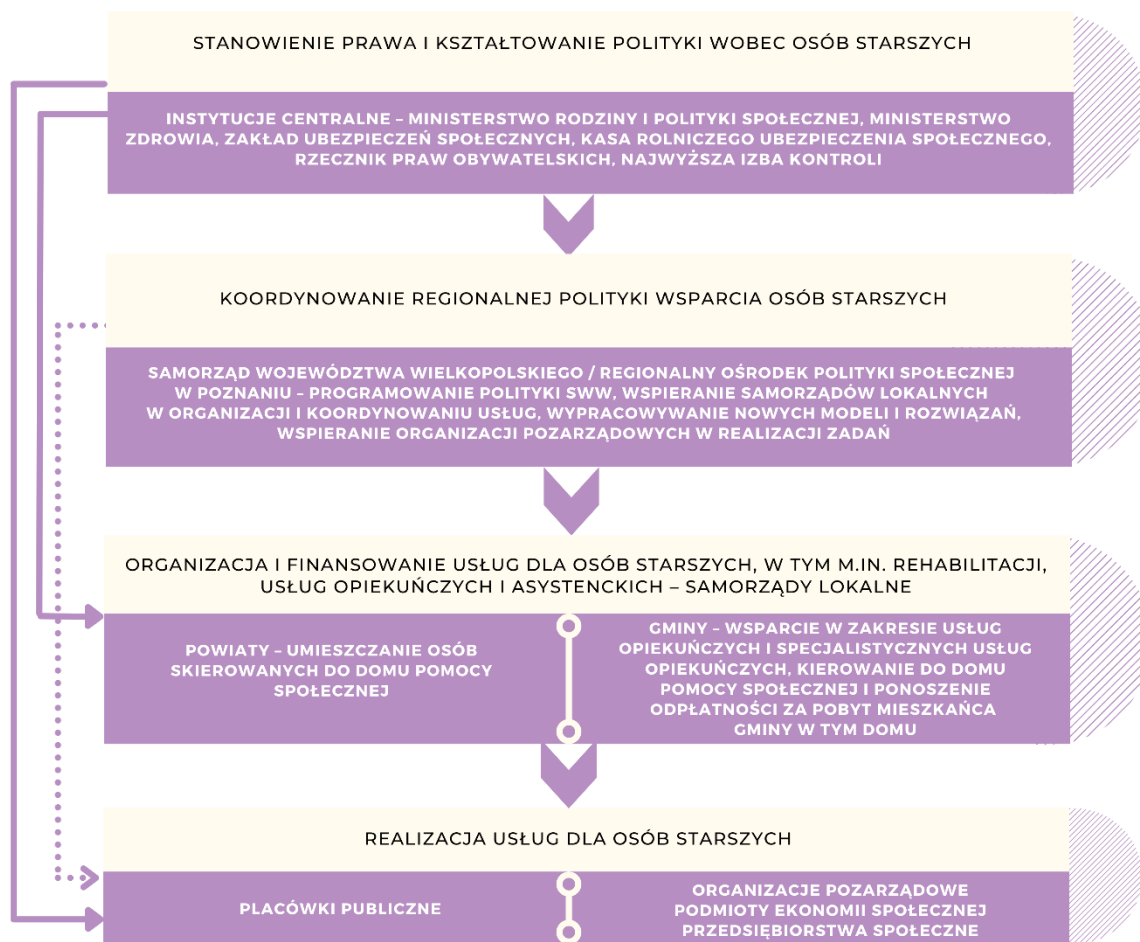 STANOWIENIE PRAWA I KSZTAŁTOWANIE POLITYKI WOBEC OSÓB STARSZYCH
INSTYTUCJE CENTRALNE – MINISTERSTWO RODZINY I POLITYKI SPOŁECZNEJ, MINISTERSTWO
ZDROWIA, ZAKŁAD UBEZPIECZEŃ SPOŁECZNYCH, KASA ROLNICZEGO UBEZPIECZENIA SPOŁECZNEGO,
RZECZNIK PRAW OBYWATELSKICH, NAJWYŻSZA IZBA KONTROLI
KOORDYNOWANIE REGIONALNEJ POLITYKI WSPARCIA OSÓB STARSZYCH
SAMORZĄD WOJEWÓDZTWA WIELKOPOLSKIEGO / REGIONALNY OŚRODEK POLITYKI SPOŁECZNEJ
W POZNANIU – PROGRAMOWANIE POLITYKI SWW, WSPIERANIE SAMORZĄDÓW LOKALNYCH
W ORGANIZACJI I KOORDYNOWANIU USŁUG, WYPRACOWYWANIE NOWYCH MODELI I ROZWIĄZAŃ,
WSPIERANIE ORGANIZACJI POZARZĄDOWYCH W REALIZACJI ZADAŃ
ORGANIZACJA I FINANSOWANIE USŁUG DLA OSÓB STARSZYCH, W TYM M.IN. REHABILITACJI,
USŁUG OPIEKUŃCZYCH I ASYSTENCKICH – SAMORZĄDY LOKALNE
POWIATY – UMIESZCZANIE OSÓB
SKIEROWANYCH DO DOMU POMOCY
SPOŁECZNEJ
GMINY – WSPARCIE W ZAKRESIE USŁUG
OPIEKUŃCZYCH I SPECJALISTYCZNYCH USŁUG
OPIEKUŃCZYCH, KIEROWANIE DO DOMU
POMOCY SPOŁECZNEJ I PONOSZENIE
ODPŁATNOŚCI ZA POBYT MIESZKAŃCA
GMINY W TYM DOMU
REALIZACJA USŁUG DLA OSÓB STARSZYCH
PLACÓWKI PUBLICZNE
ORGANIZACJE POZARZĄDOWE
PODMIOTY EKONOMII SPOŁECZNEJ
PRZEDSIĘBIORSTWA SPOŁECZNE